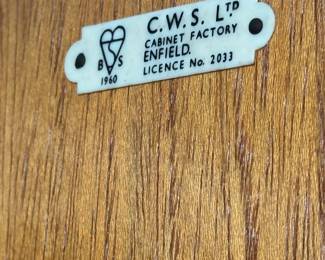 C.W.S. LTD
CABINET FACTORY
ENFIELD.
LICENCE No. 2033
B S
1960